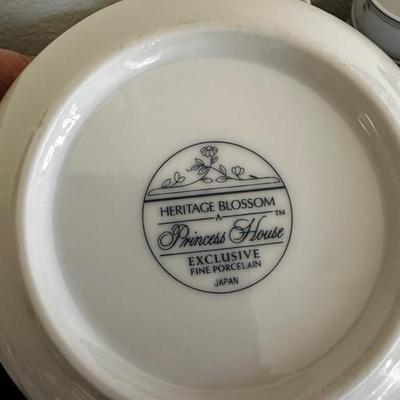 HERITAGE BLOSSOM
A
Princess House™
EXCLUSIVE
FINE PORCELAIN
JAPAN